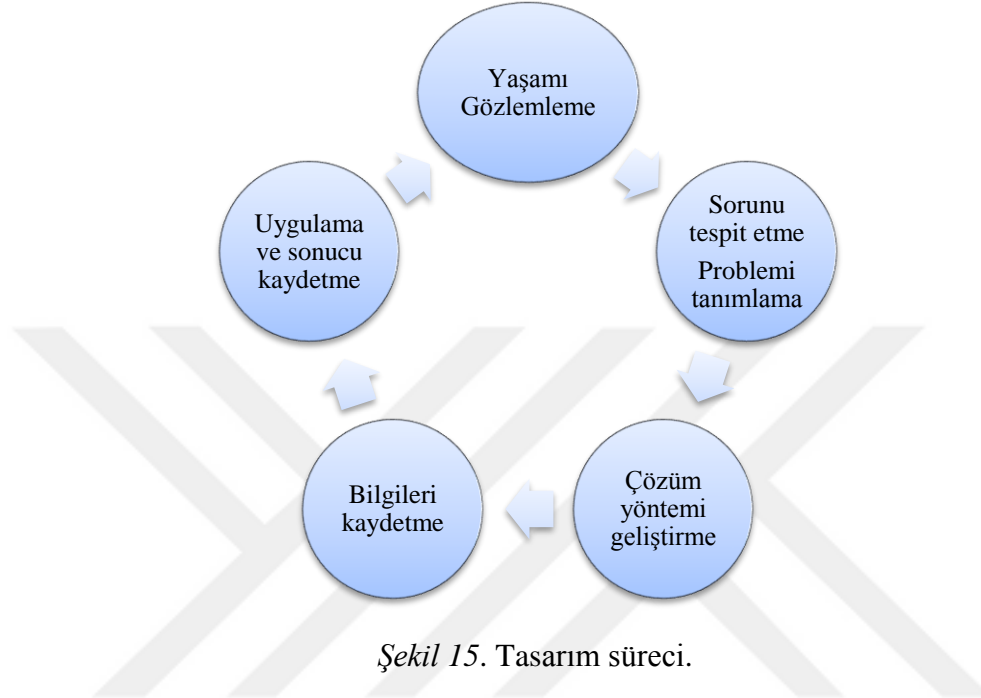 Yaşamı
Gözlemleme
Sorunu
tespit etme
Problemi
tanımlama
Çözüm
yöntemi
geliştirme
Bilgileri
kaydetme
Uygulama
ve sonucu
kaydetme
Şekil 15. Tasarım süreci.